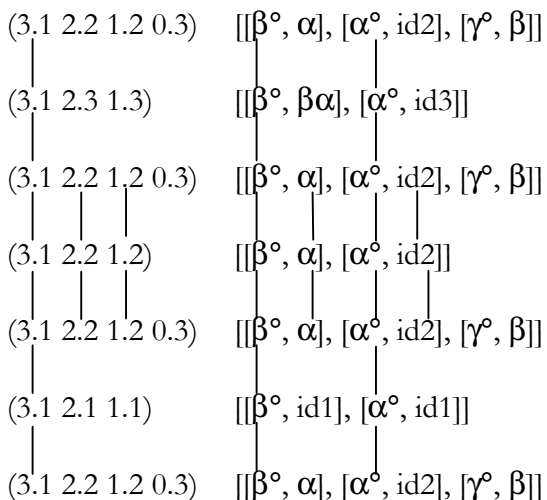 (3.1 2.2 1.2 0.3) [[β°, α], [α°, id2], [γ°, β]]
(3.1 2.3 1.3) [[β°, βα], [α°, id3]]
(3.1 2.2 1.2 0.3) [[β°, α], [α°, id2], [γ°, β]]
(3.1 2.2 1.2) [[β°, α], [α°, id2]]
(3.1 2.2 1.2 0.3) [[β°, α], [α°, id2], [γ°, β]]
(3.1 2.1 1.1) [[β°, id1], [α°, id1]]
(3.1 2.2 1.2 0.3) [[β°, α], [α°, id2], [γ°, β]]